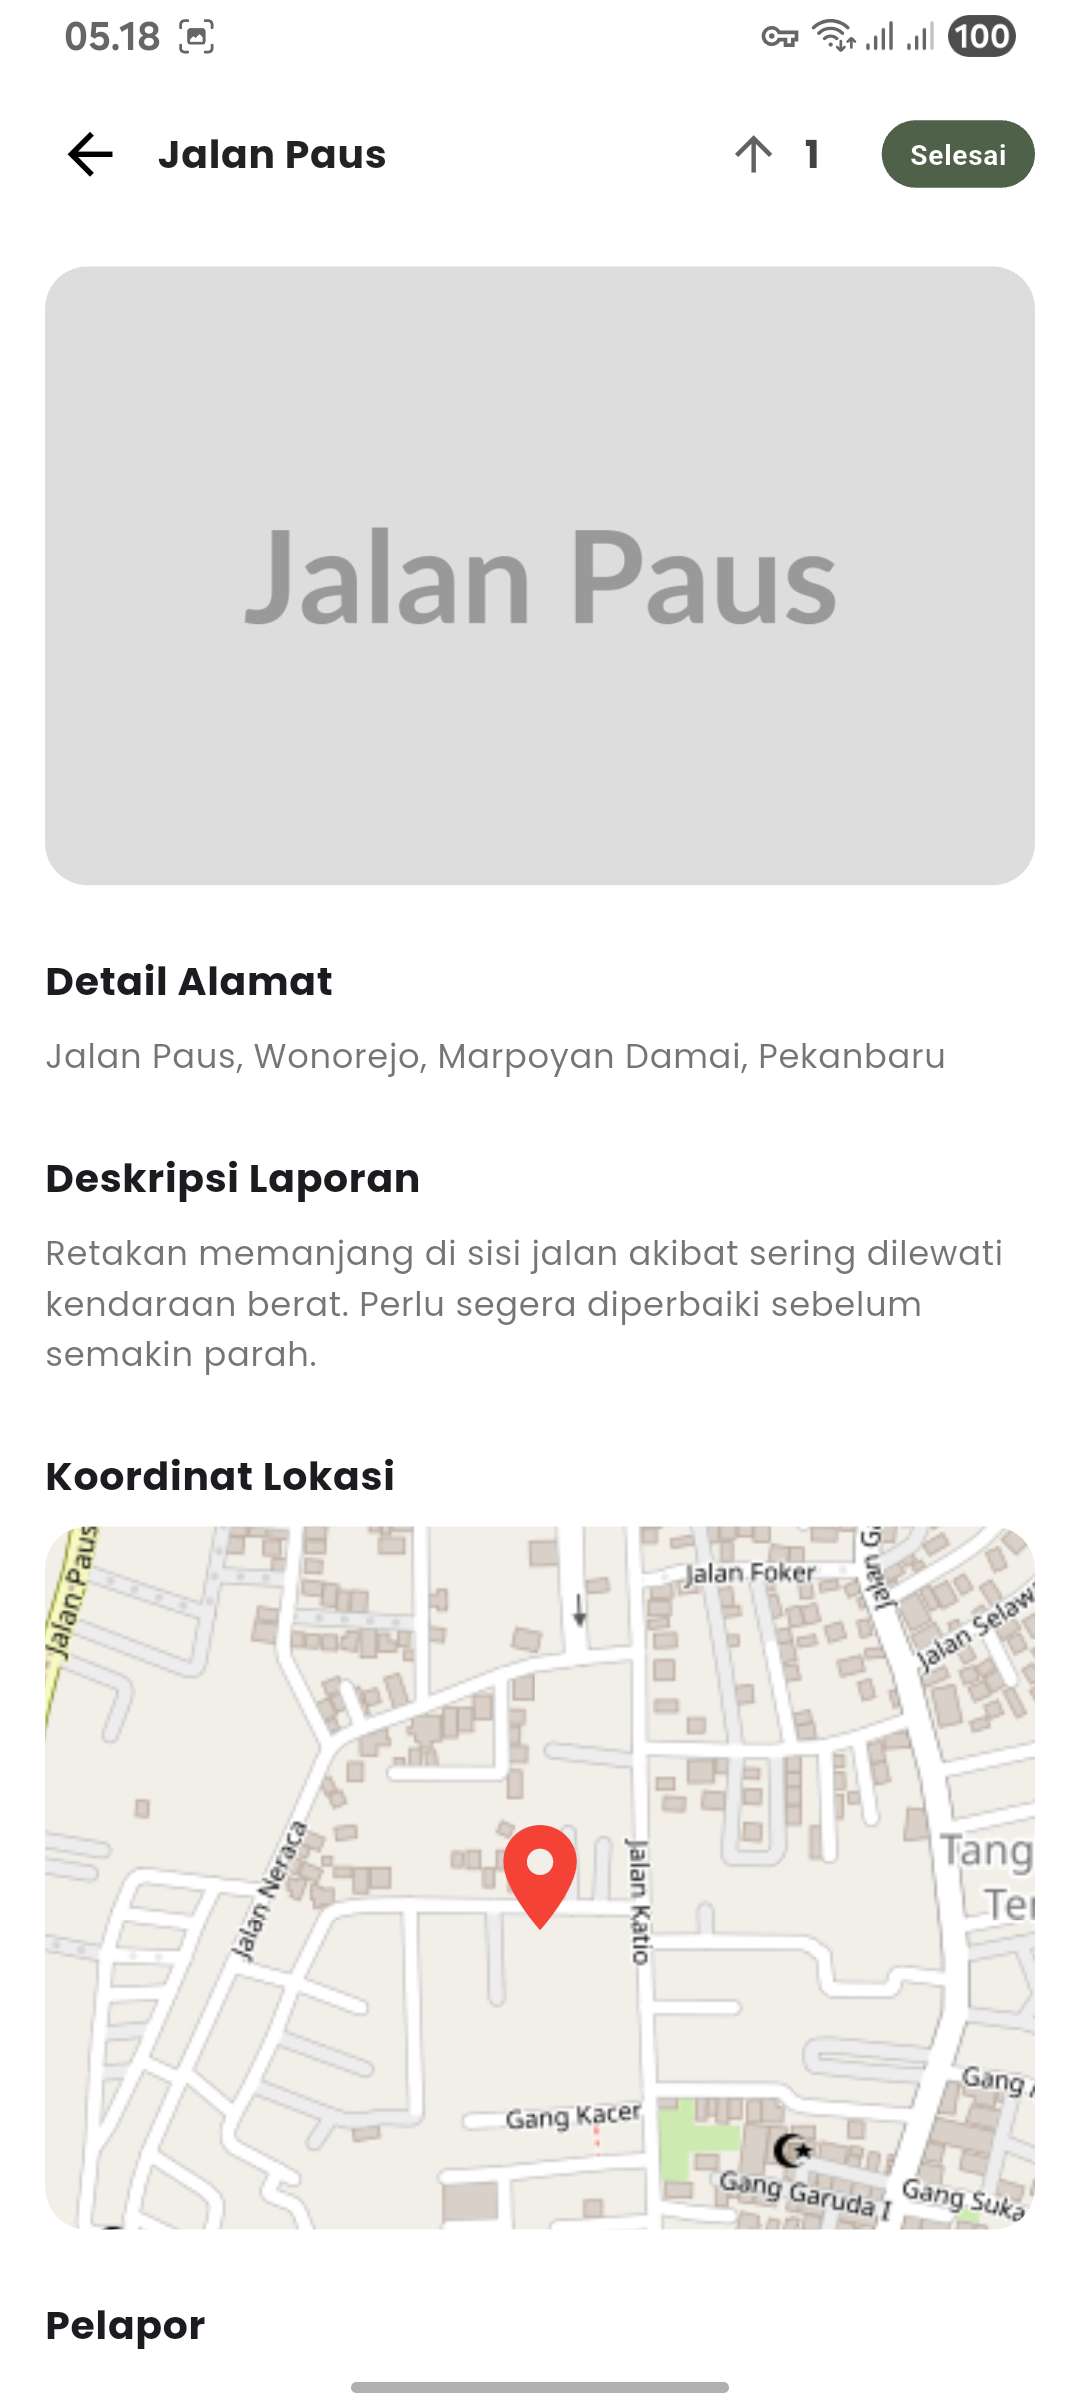 05.18
100
Jalan Paus
1
Selesai
Jalan Paus
Detail Alamat
Jalan Paus, Wonorejo, Marpoyan Damai, Pekanbaru
Deskripsi Laporan
Retakan memanjang di sisi jalan akibat sering dilewati
kendaraan berat. Perlu segera diperbaiki sebelum
semakin parah.
Koordinat Lokasi
Jalan Paus
Jalan Foker
Jalan G
Jalan Selaw
Jalan Neraca
Jalan Katio
Tang
Ter
Gang Kacer
Gang
Gang Garuda I
Gang Suka
Pelapor